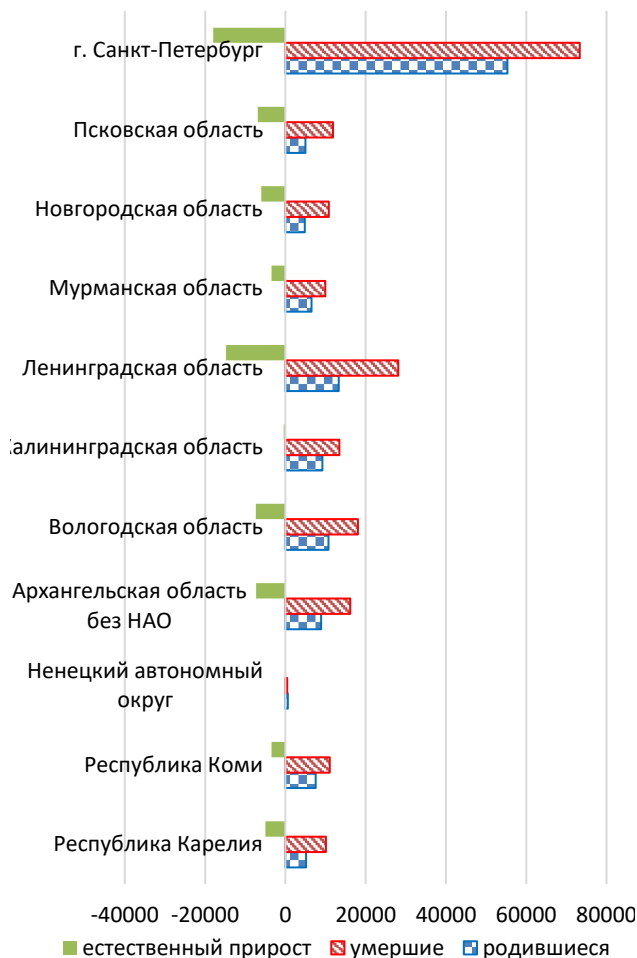 г. Санкт-Петербург
Псковская область
Новгородская область
Мурманская область
Ленинградская область
Калининградская область
Вологодская область
Архангельская область
без НАО
Ненецкий автономный
округ
Республика Коми
Республика Карелия
-40000 -20000 0 20000 40000 60000 80000
естественный прирост умершие родившиеся